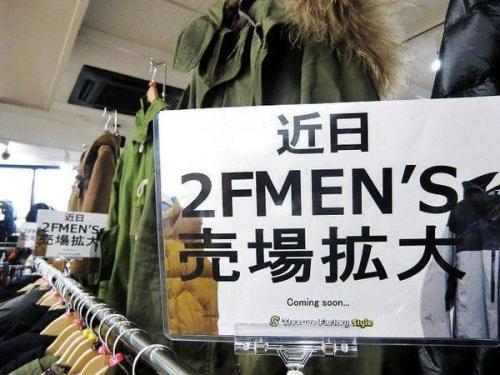 近日
2FMEN'S
売場拡大
Coming soon...
Treasure Factory Style
近日
2FMEN'S
売場拡大